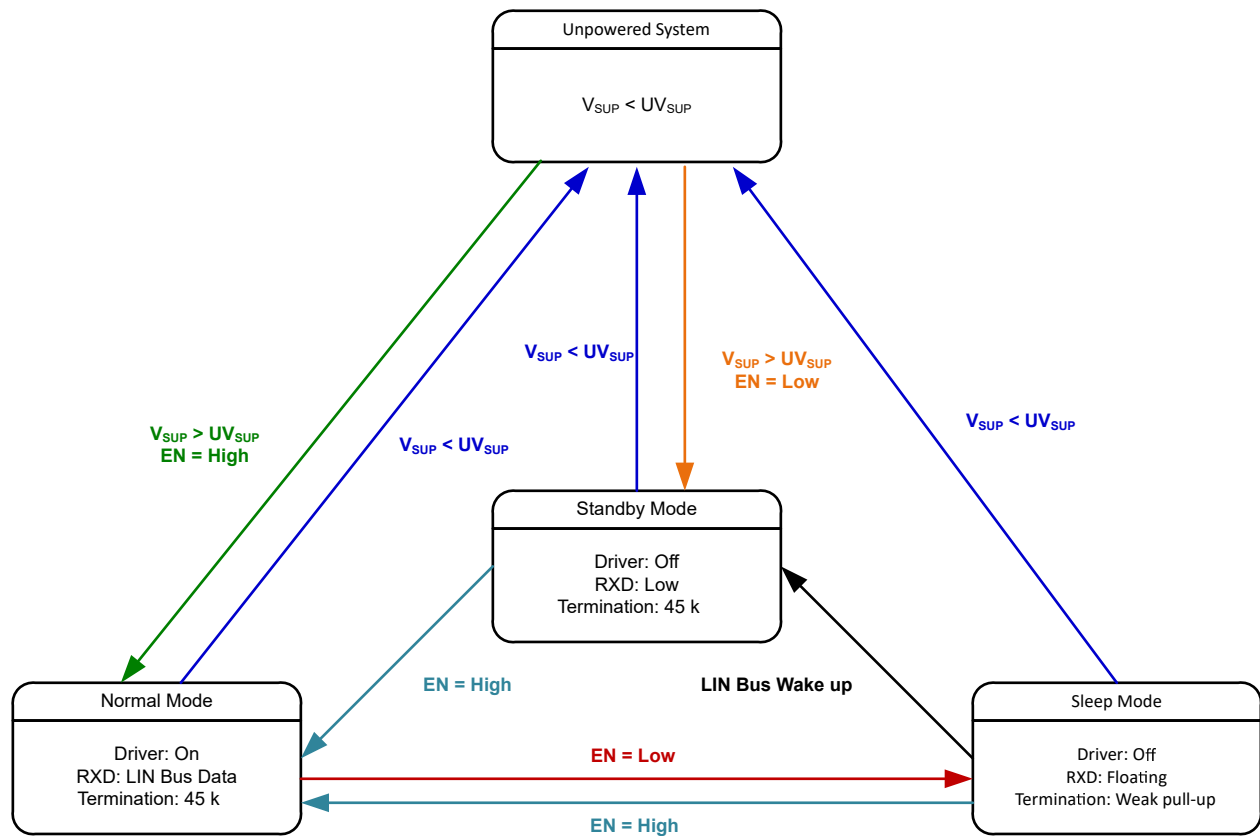 Unpowered System
VSUP < UVSUP
VSUP < UVSUP
VSUP > UVSUP
EN = Low
VSUP < UVSUP
VSUP > UVSUP
EN = High
VSUP < UVSUP
Standby Mode
Driver: Off
RXD: Low
Termination: 45 k
EN = High
LIN Bus Wake up
Normal Mode
Driver: On
RXD: LIN Bus Data
Termination: 45 k
EN = Low
EN = High
Sleep Mode
Driver: Off
RXD: Floating
Termination: Weak pull-up